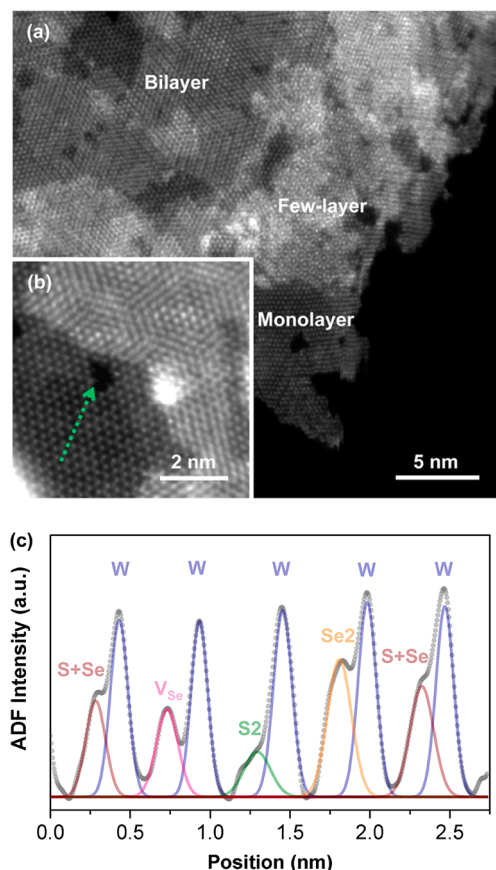 (a)
Bilayer
Few-layer
Monolayer
(b)
2 nm
5 nm
(c)
W W W W W
Se2
S+Se S+Se
V_Se
S2
ADF Intensity (a.u.)
0.0 0.5 1.0 1.5 2.0 2.5
Position (nm)